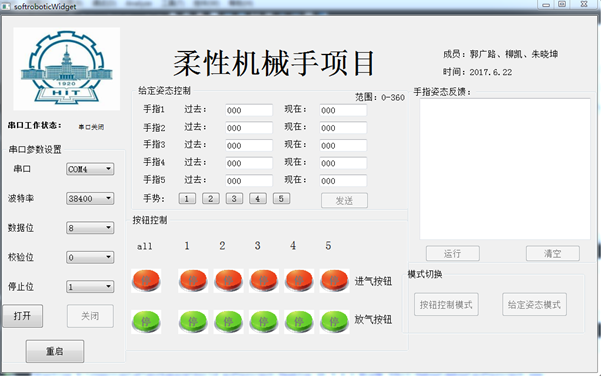 softroboticWidget
1920
HIT
柔性机械手项目
成员：郭广路、柳凯、朱晓坤
时间：2017.6.22
串口工作状态： 串口关闭
串口参数设置
串口 COM4
波特率 38400
数据位 8
校验位 0
停止位 1
打开 关闭
重启
给定姿态控制
范围：0-360
手指1 过去： 000 现在： 000
手指2 过去： 000 现在： 000
手指3 过去： 000 现在： 000
手指4 过去： 000 现在： 000
手指5 过去： 000 现在： 000
手势： 1 2 3 4 5 发送
按钮控制
all 1 2 3 4 5
停 停 停 停 停 停 进气按钮
停 停 停 停 停 停 放气按钮
手指姿态反馈：
运行 清空
模式切换
按钮控制模式 给定姿态模式